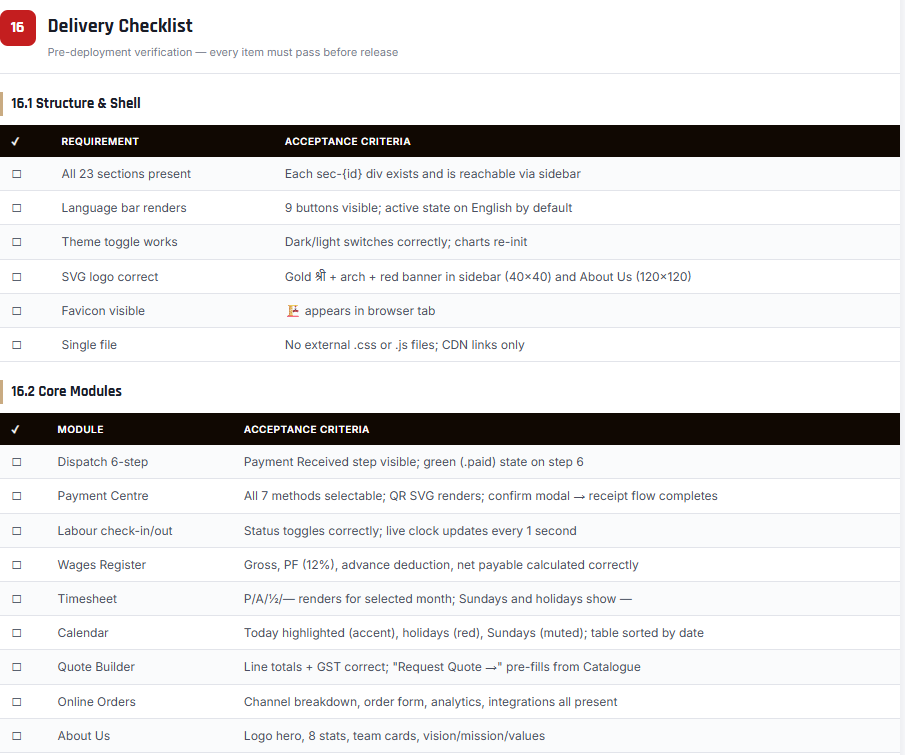 16 Delivery Checklist
Pre-deployment verification — every item must pass before release
16.1 Structure & Shell
✓ REQUIREMENT ACCEPTANCE CRITERIA
☐ All 23 sections present Each sec-{id} div exists and is reachable via sidebar
☐ Language bar renders 9 buttons visible; active state on English by default
☐ Theme toggle works Dark/light switches correctly; charts re-init
☐ SVG logo correct Gold श्री + arch + red banner in sidebar (40×40) and About Us (120×120)
☐ Favicon visible appears in browser tab
☐ Single file No external .css or .js files; CDN links only
16.2 Core Modules
✓ MODULE ACCEPTANCE CRITERIA
☐ Dispatch 6-step Payment Received step visible; green (.paid) state on step 6
☐ Payment Centre All 7 methods selectable; QR SVG renders; confirm modal → receipt flow completes
☐ Labour check-in/out Status toggles correctly; live clock updates every 1 second
☐ Wages Register Gross, PF (12%), advance deduction, net payable calculated correctly
☐ Timesheet P/A/½/— renders for selected month; Sundays and holidays show —
☐ Calendar Today highlighted (accent), holidays (red), Sundays (muted); table sorted by date
☐ Quote Builder Line totals + GST correct; "Request Quote →" pre-fills from Catalogue
☐ Online Orders Channel breakdown, order form, analytics, integrations all present
☐ About Us Logo hero, 8 stats, team cards, vision/mission/values